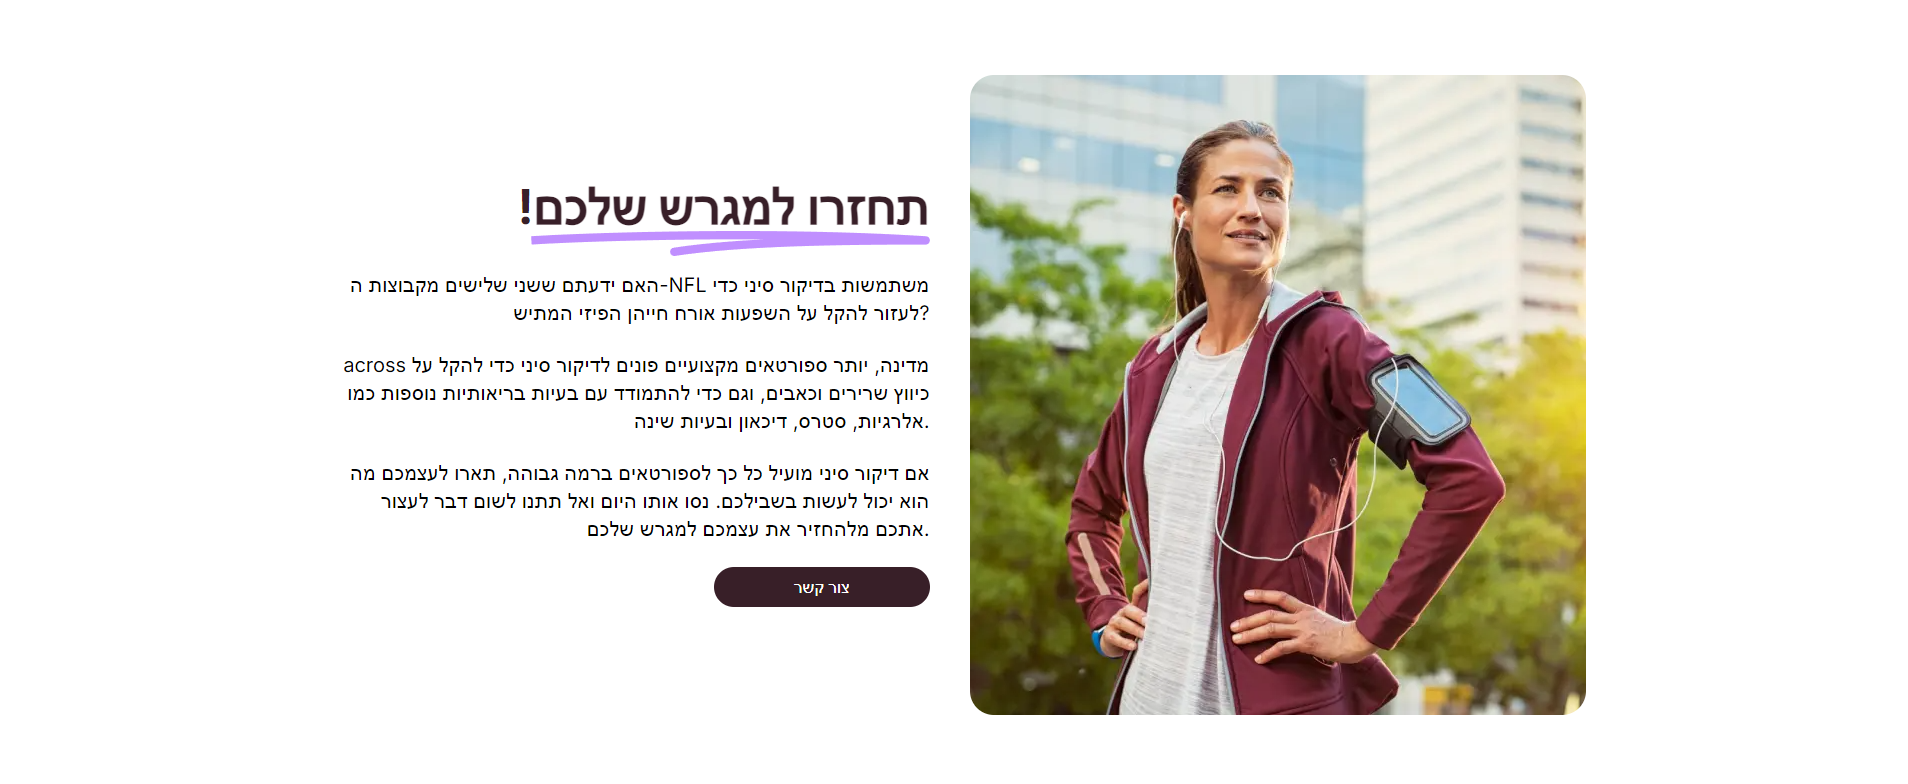 תחזרו למגרש שלכם!
האם ידעתם ששני שלישים מקבוצות ה-NFL משתמשות בדיקור סיני כדי
לעזור להקל על השפעות אורח חייהן הפיזי המתיש?
across מדינה, יותר ספורטאים מקצועיים פונים לדיקור סיני כדי להקל על
כיווץ שרירים וכאבים, וגם כדי להתמודד עם בעיות בריאותיות נוספות כמו
אלרגיות, סטרס, דיכאון ובעיות שינה.
אם דיקור סיני מועיל כל כך לספורטאים ברמה גבוהה, תארו לעצמכם מה
הוא יכול לעשות בשבילכם. נסו אותו היום ואל תתנו לשום דבר לעצור
אתכם מלהחזיר את עצמכם למגרש שלכם.
צור קשר